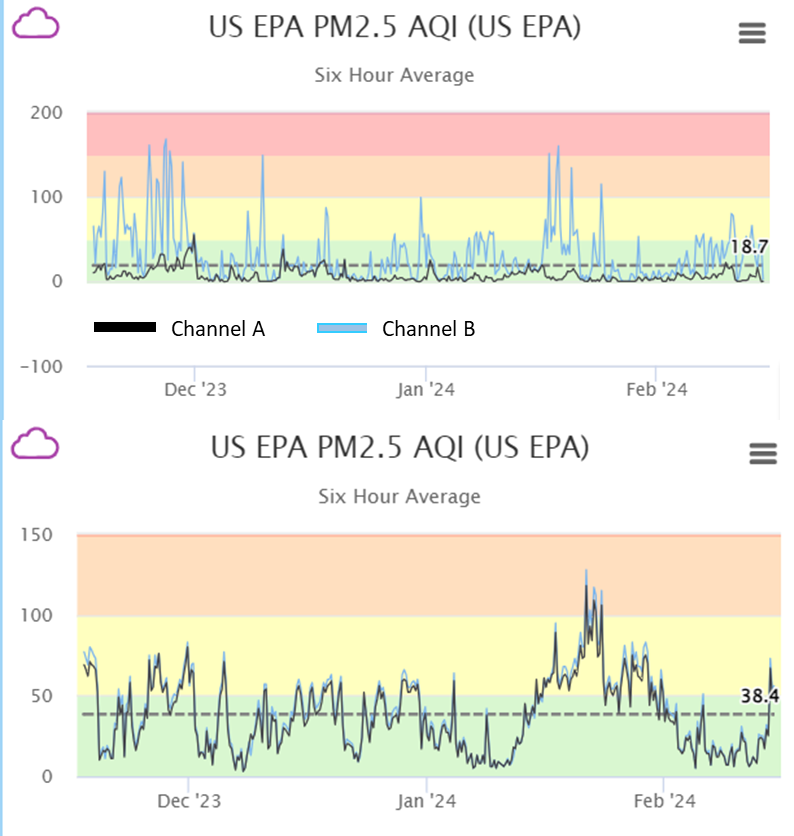 US EPA PM2.5 AQI (US EPA)
Six Hour Average
200
100
18.7
0
Channel A
Channel B
−100
Dec '23
Jan '24
Feb '24
US EPA PM2.5 AQI (US EPA)
Six Hour Average
150
100
50
38.4
0
Dec '23
Jan '24
Feb '24